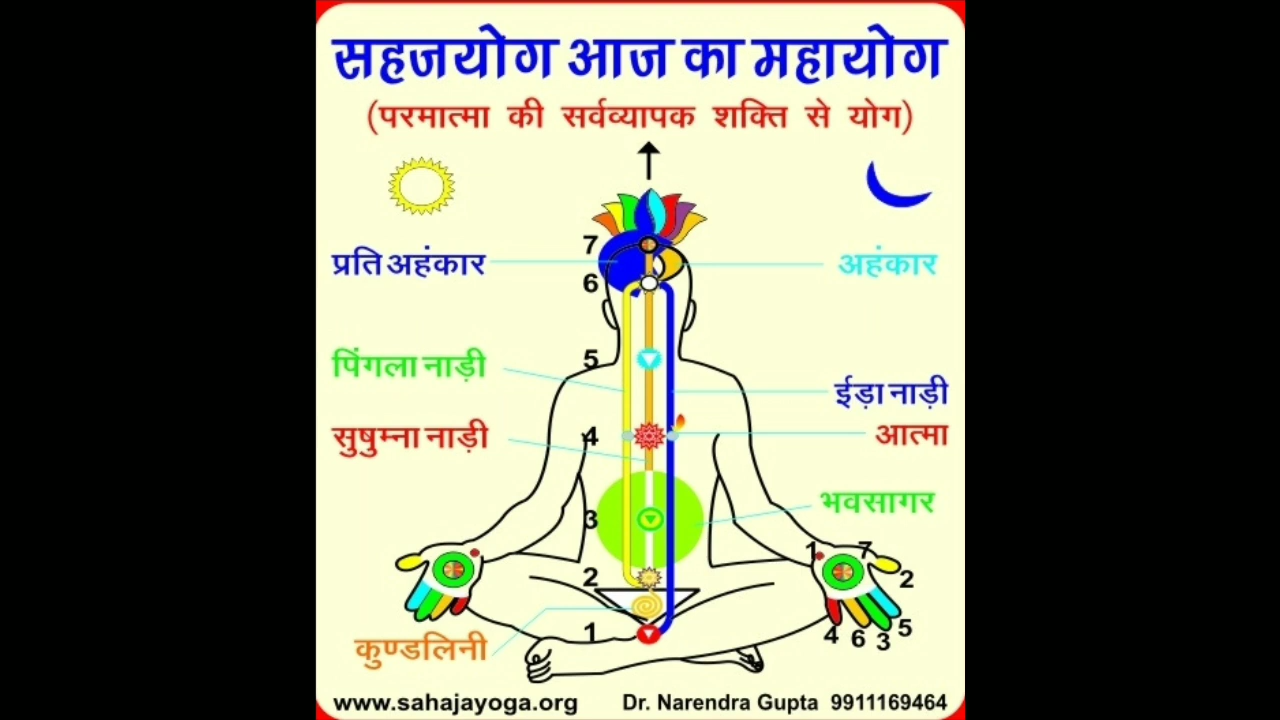 सहजयोग आज का महायोग
(परमात्मा की सर्वव्यापक शक्ति से योग)
7
प्रति अहंकार
अहंकार
6
5
पिंगला नाड़ी
ईड़ा नाड़ी
सुषुम्ना नाड़ी
4
आत्मा
भवसागर
3
1 7
2
2
5
4 6 3
1
कुण्डलिनी
www.sahajayoga.org Dr. Narendra Gupta 9911169464